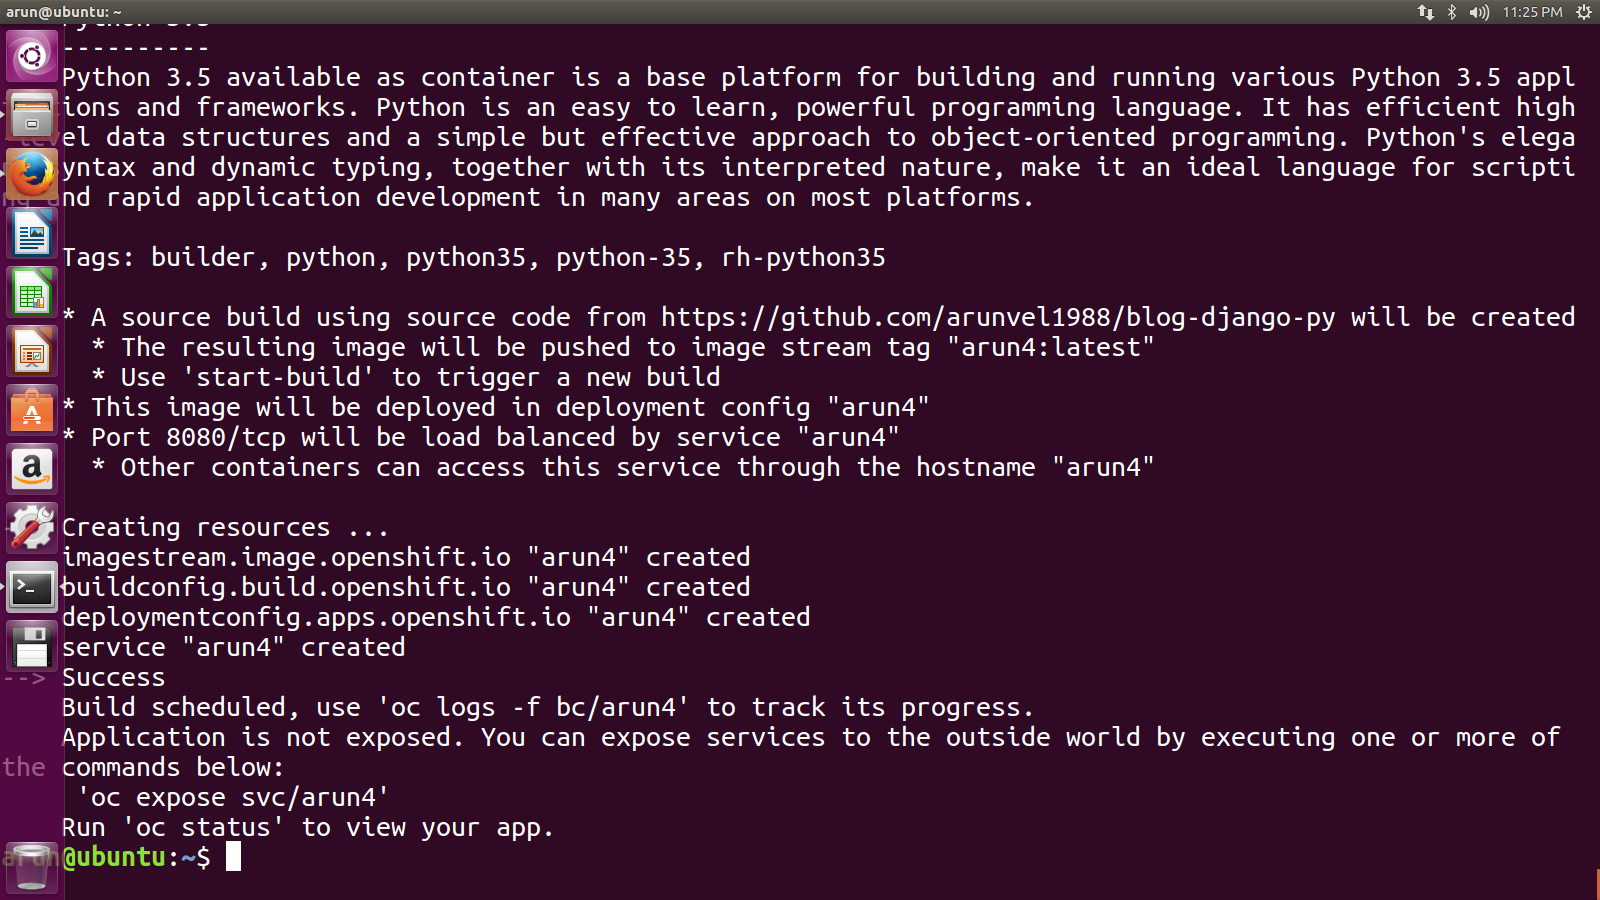 arun@ubuntu: ~
11:25 PM
----------
Python 3.5 available as container is a base platform for building and running various Python 3.5 appl
ions and frameworks. Python is an easy to learn, powerful programming language. It has efficient high
level data structures and a simple but effective approach to object-oriented programming. Python's elega
yntax and dynamic typing, together with its interpreted nature, make it an ideal language for scripti
ng and rapid application development in many areas on most platforms.
Tags: builder, python, python35, python-35, rh-python35
* A source build using source code from https://github.com/arunvel1988/blog-django-py will be created
* The resulting image will be pushed to image stream tag "arun4:latest"
* Use 'start-build' to trigger a new build
* This image will be deployed in deployment config "arun4"
* Port 8080/tcp will be load balanced by service "arun4"
* Other containers can access this service through the hostname "arun4"
Creating resources ...
imagestream.image.openshift.io "arun4" created
buildconfig.build.openshift.io "arun4" created
deploymentconfig.apps.openshift.io "arun4" created
service "arun4" created
--> Success
Build scheduled, use 'oc logs -f bc/arun4' to track its progress.
Application is not exposed. You can expose services to the outside world by executing one or more of
the commands below:
'oc expose svc/arun4'
Run 'oc status' to view your app.
arun@ubuntu:~$